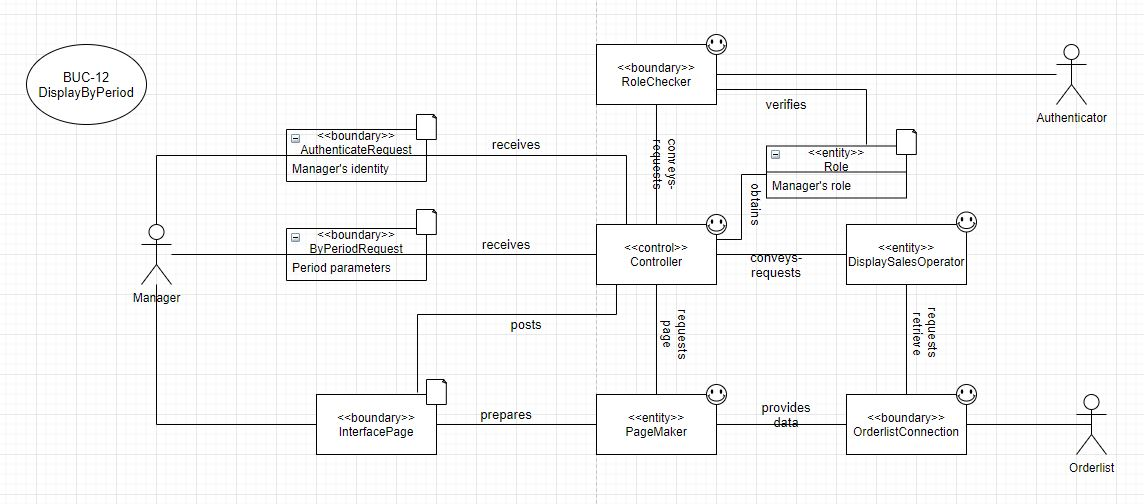 BUC-12
DisplayByPeriod
<<boundary>>
RoleChecker
Authenticator
verifies
<<boundary>>
AuthenticateRequest
Manager's identity
receives
conveys-
requests
<<entity>>
Role
Manager's role
obtains
<<boundary>>
ByPeriodRequest
Period parameters
receives
<<control>>
Controller
conveys-
requests
<<entity>>
DisplaySalesOperator
Manager
posts
requests
page
requests
retrieve
<<boundary>>
InterfacePage
prepares
<<entity>>
PageMaker
provides
data
<<boundary>>
OrderlistConnection
Orderlist